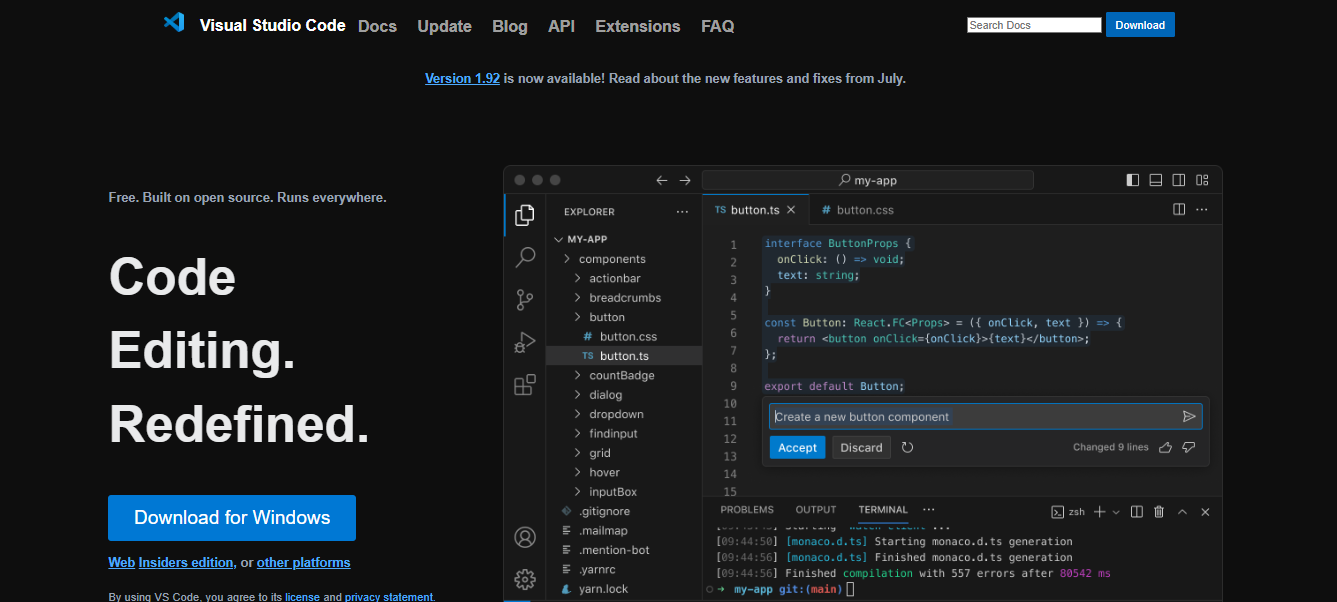 Visual Studio Code Docs Update Blog API Extensions FAQ Search Docs Download
Version 1.92 is now available! Read about the new features and fixes from July.
Free. Built on open source. Runs everywhere.
Code
Editing.
Redefined.
Download for Windows
Web Insiders edition, or other platforms
By using VS Code, you agree to its license and privacy statement.
my-app
EXPLORER ···
MY-APP
components
actionbar
breadcrumbs
button
# button.css
TS button.ts
countBadge
dialog
dropdown
findinput
grid
hover
inputBox
.gitignore
.mailmap
.mention-bot
.yarnrc
yarn.lock
TS button.ts # button.css ···
1 interface ButtonProps {
2 onClick: () => void;
3 text: string;
4 }
5
6 const Button: React.FC<Props> = ({ onClick, text }) => {
7 return <button onClick={onClick}>{text}</button>;
8 };
9 export default Button;
10
11
12
13
14
15
Create a new button component
Accept Discard Changed 9 lines
PROBLEMS OUTPUT TERMINAL ··· zsh
Starting watch-client ...
[09:44:50] [monaco.d.ts] Starting monaco.d.ts generation
[09:44:56] [monaco.d.ts] Finished monaco.d.ts generation
[09:44:56] Finished compilation with 557 errors after 80542 ms
my-app git:(main)